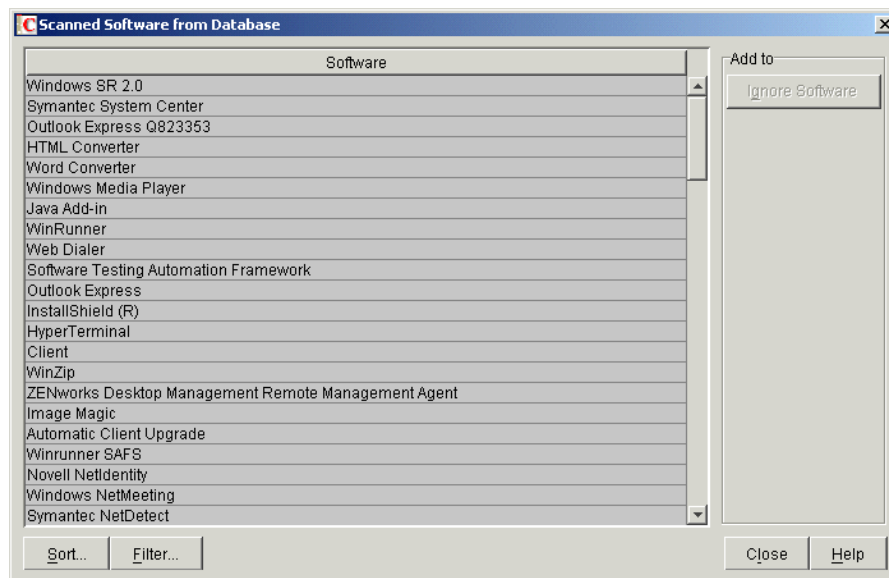 Scanned Software from Database
Software
Windows SR 2.0
Symantec System Center
Outlook Express Q823353
HTML Converter
Word Converter
Windows Media Player
Java Add-in
WinRunner
Web Dialer
Software Testing Automation Framework
Outlook Express
InstallShield (R)
HyperTerminal
Client
WinZip
ZENworks Desktop Management Remote Management Agent
Image Magic
Automatic Client Upgrade
Winrunner SAFS
Novell NetIdentity
Windows NetMeeting
Symantec NetDetect
Add to
Ignore Software
Sort... Filter... Close Help